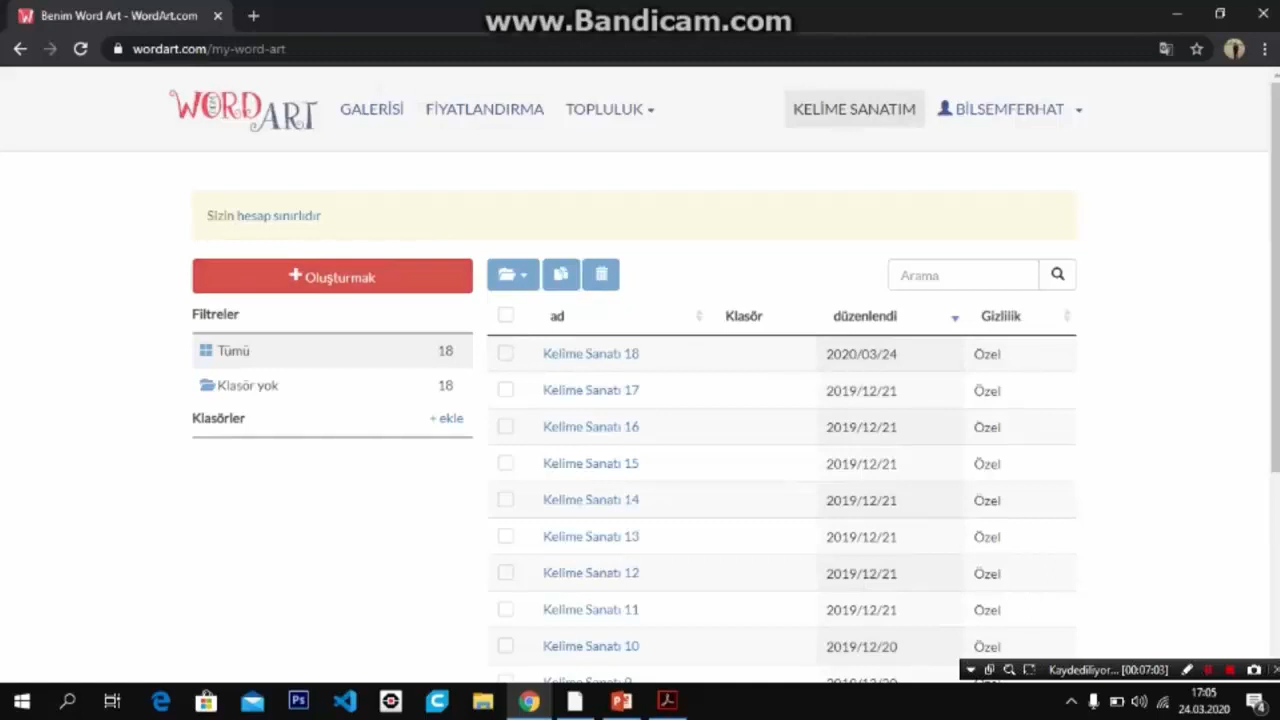 Benim Word Art - WordArt.com
www.Bandicam.com
wordart.com/my-word-art
WORD ART
GALERİSİ
FİYATLANDIRMA
TOPLULUK
KELİME SANATIM
BİLSEMFERHAT
Sizin hesap sınırlıdır
Oluşturmak
Arama
Filtreler
ad
Klasör
düzenlendi
Gizlilik
Tümü 18
Klasör yok 18
Klasörler + ekle
Kelime Sanatı 18 2020/03/24 Özel
Kelime Sanatı 17 2019/12/21 Özel
Kelime Sanatı 16 2019/12/21 Özel
Kelime Sanatı 15 2019/12/21 Özel
Kelime Sanatı 14 2019/12/21 Özel
Kelime Sanatı 13 2019/12/21 Özel
Kelime Sanatı 12 2019/12/21 Özel
Kelime Sanatı 11 2019/12/21 Özel
Kelime Sanatı 10 2019/12/20 Özel
Kaydediliyor... [00:07:03]
17:05
24.03.2020